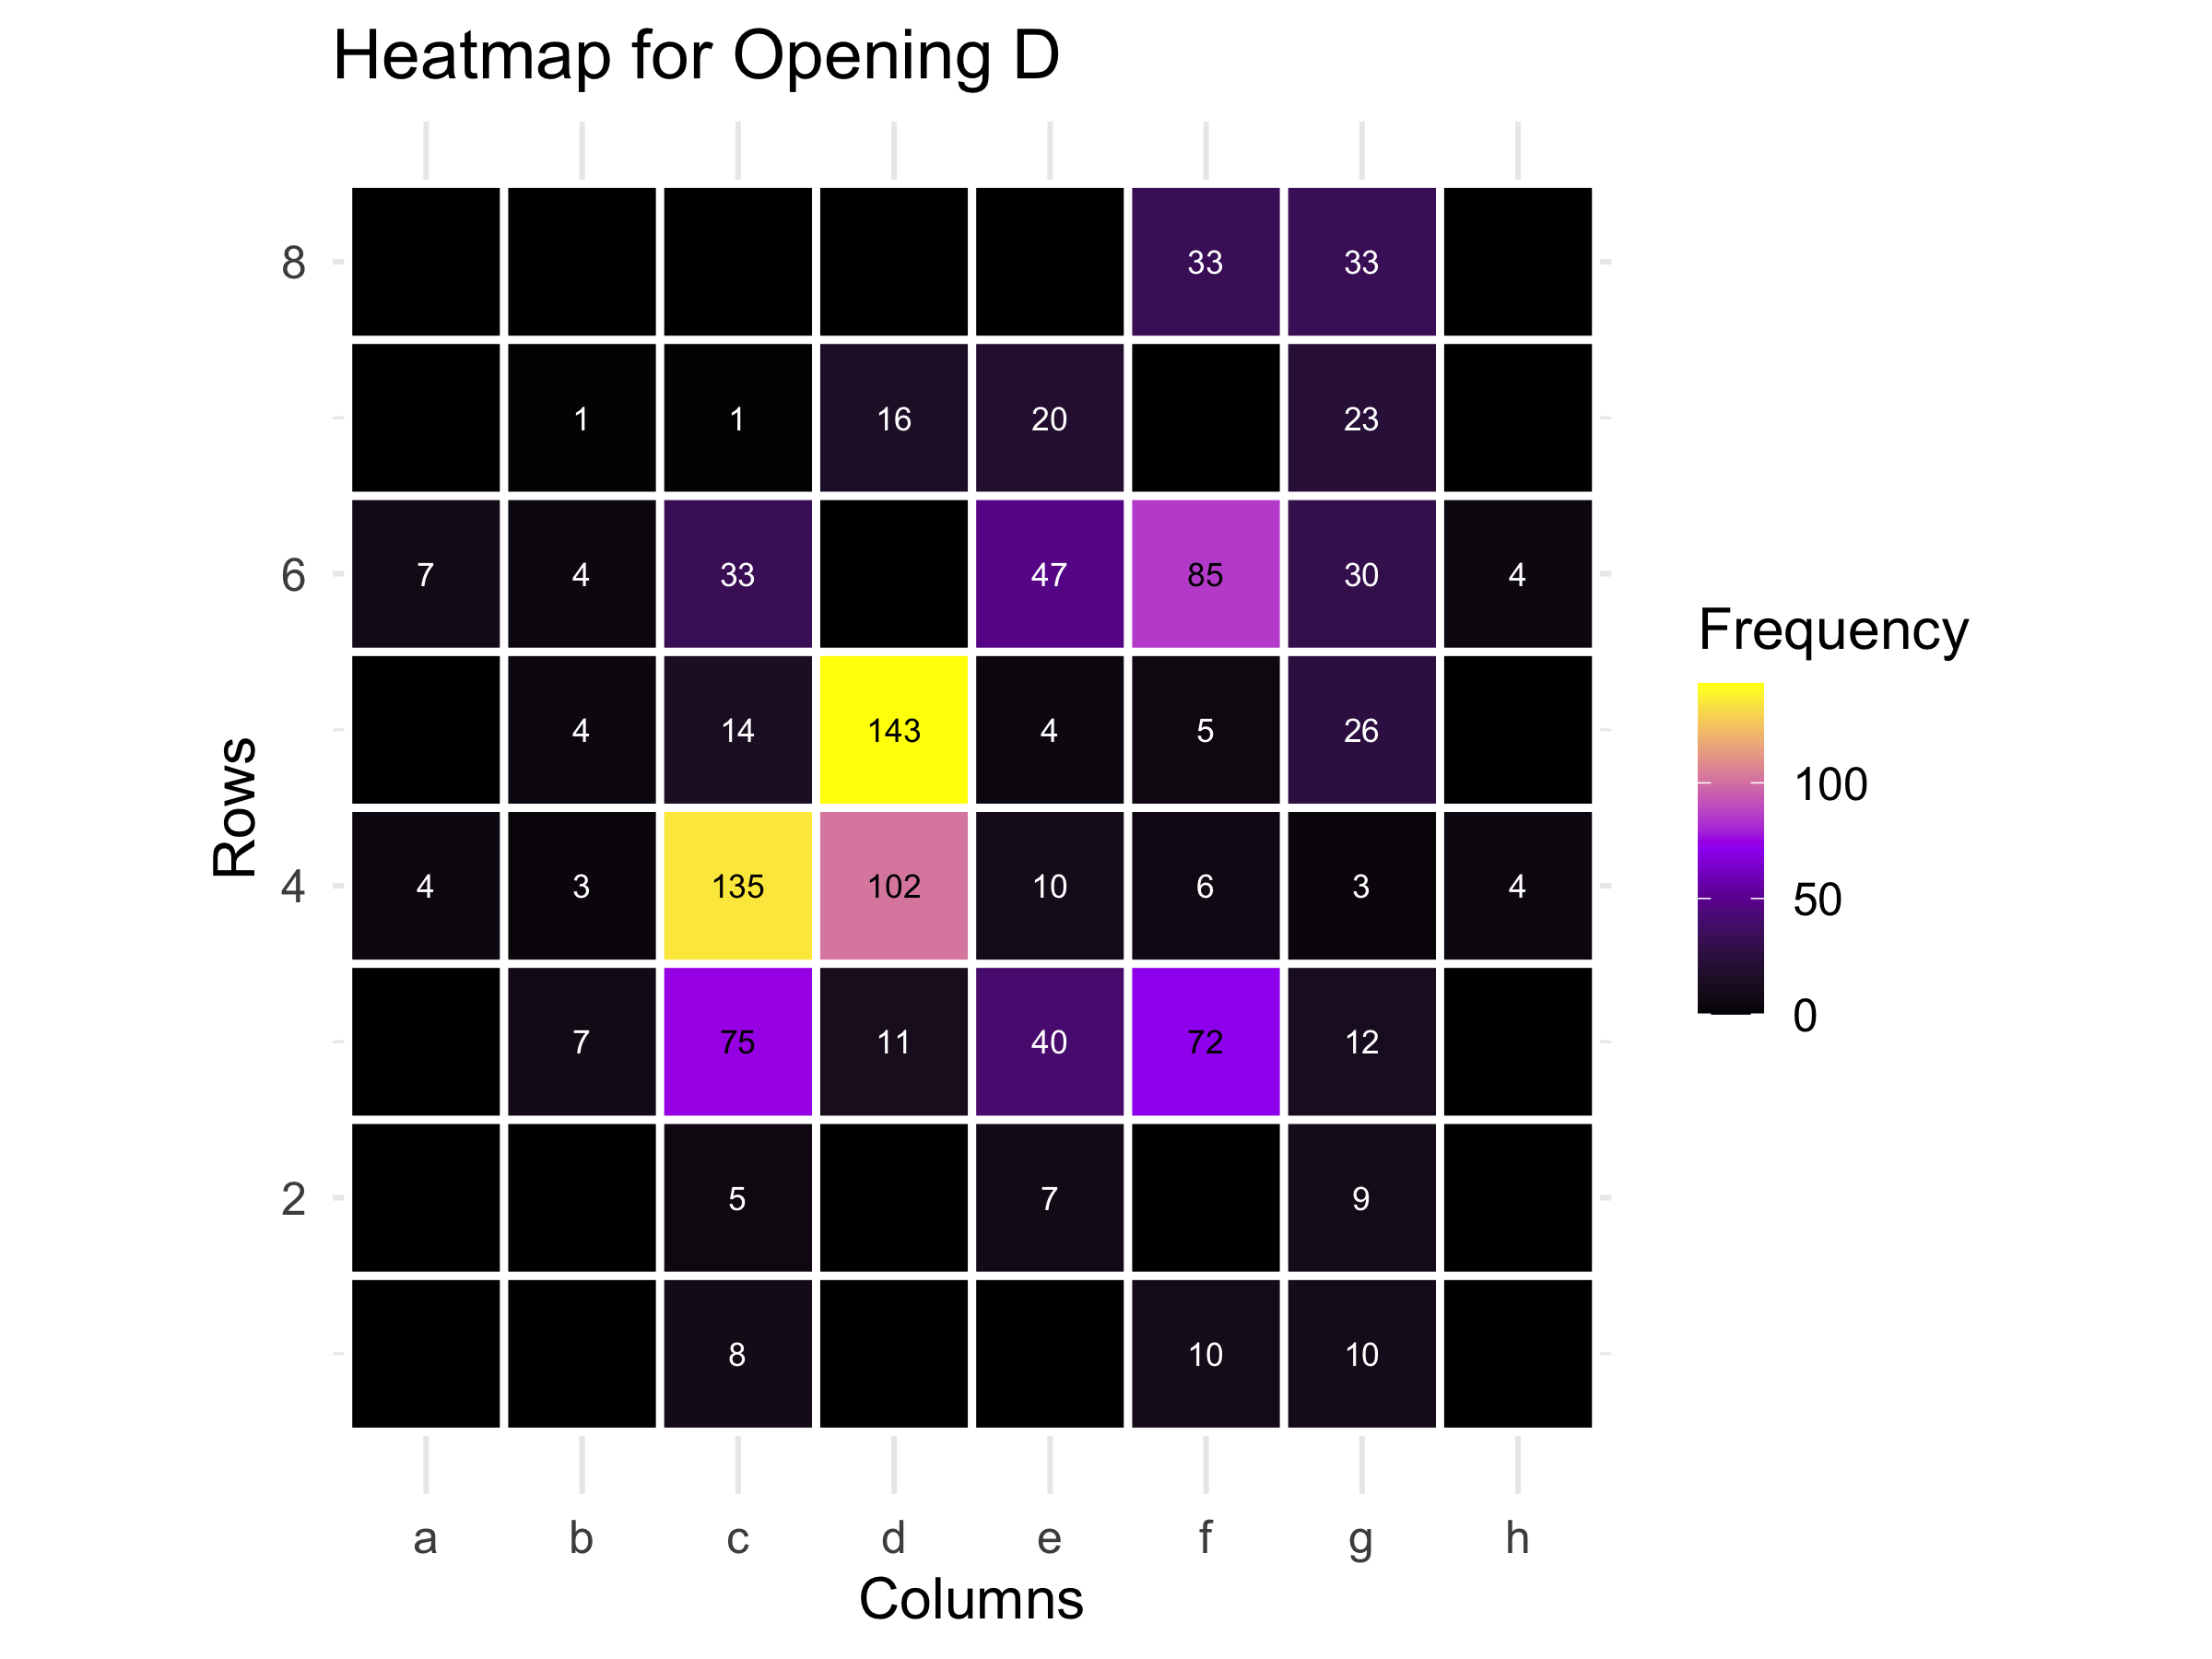 Heatmap for Opening D
8 33 33
1 1 16 20 23
6 7 4 33 47 85 30 4
Frequency
4 14 143 4 5 26
100
Rows
4 4 3 135 102 10 6 3 4
50
7 75 11 40 72 12
0
2 5 7 9
8 10 10
a b c d e f g h
Columns